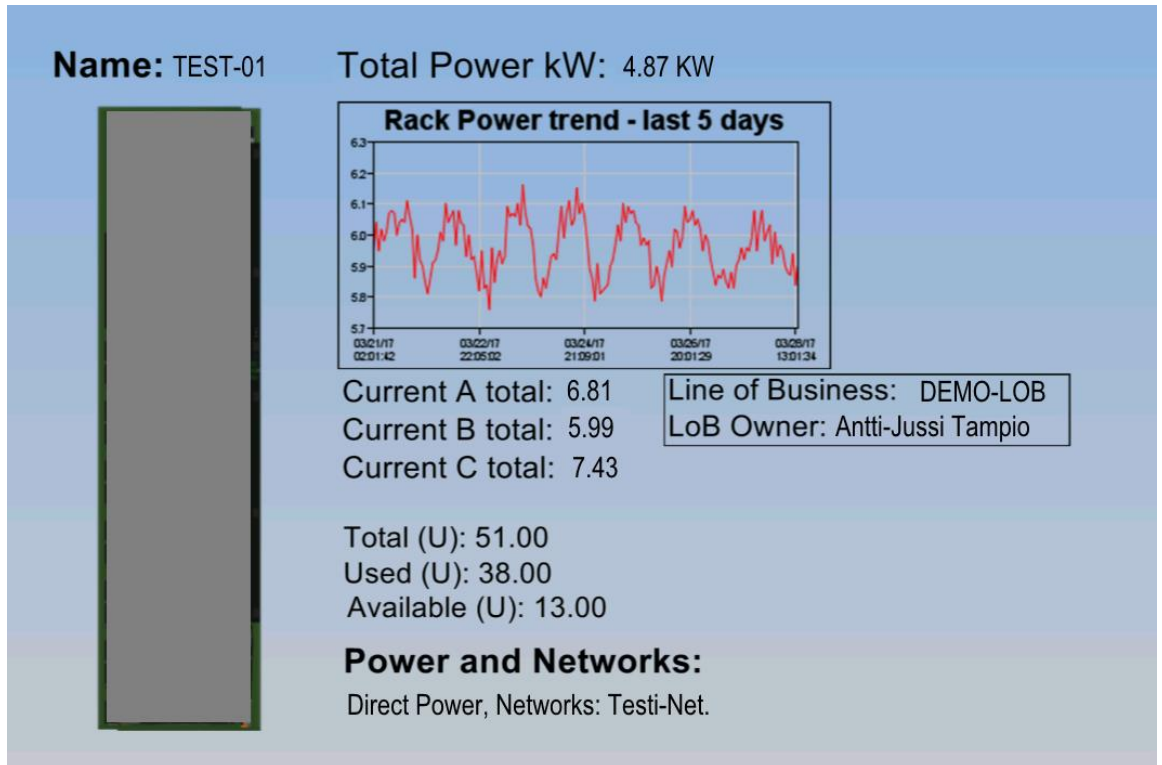 Name: TEST-01
Total Power kW: 4.87 KW
Rack Power trend - last 5 days
6.3
6.2
6.1
6.0
5.9
5.8
5.7
03/21/17 03/22/17 03/24/17 03/26/17 03/28/17
02:01:42 22:05:02 21:09:01 20:01:29 13:01:34
Current A total: 6.81
Current B total: 5.99
Current C total: 7.43
Line of Business: DEMO-LOB
LoB Owner: Antti-Jussi Tampio
Total (U): 51.00
Used (U): 38.00
Available (U): 13.00
Power and Networks:
Direct Power, Networks: Testi-Net.